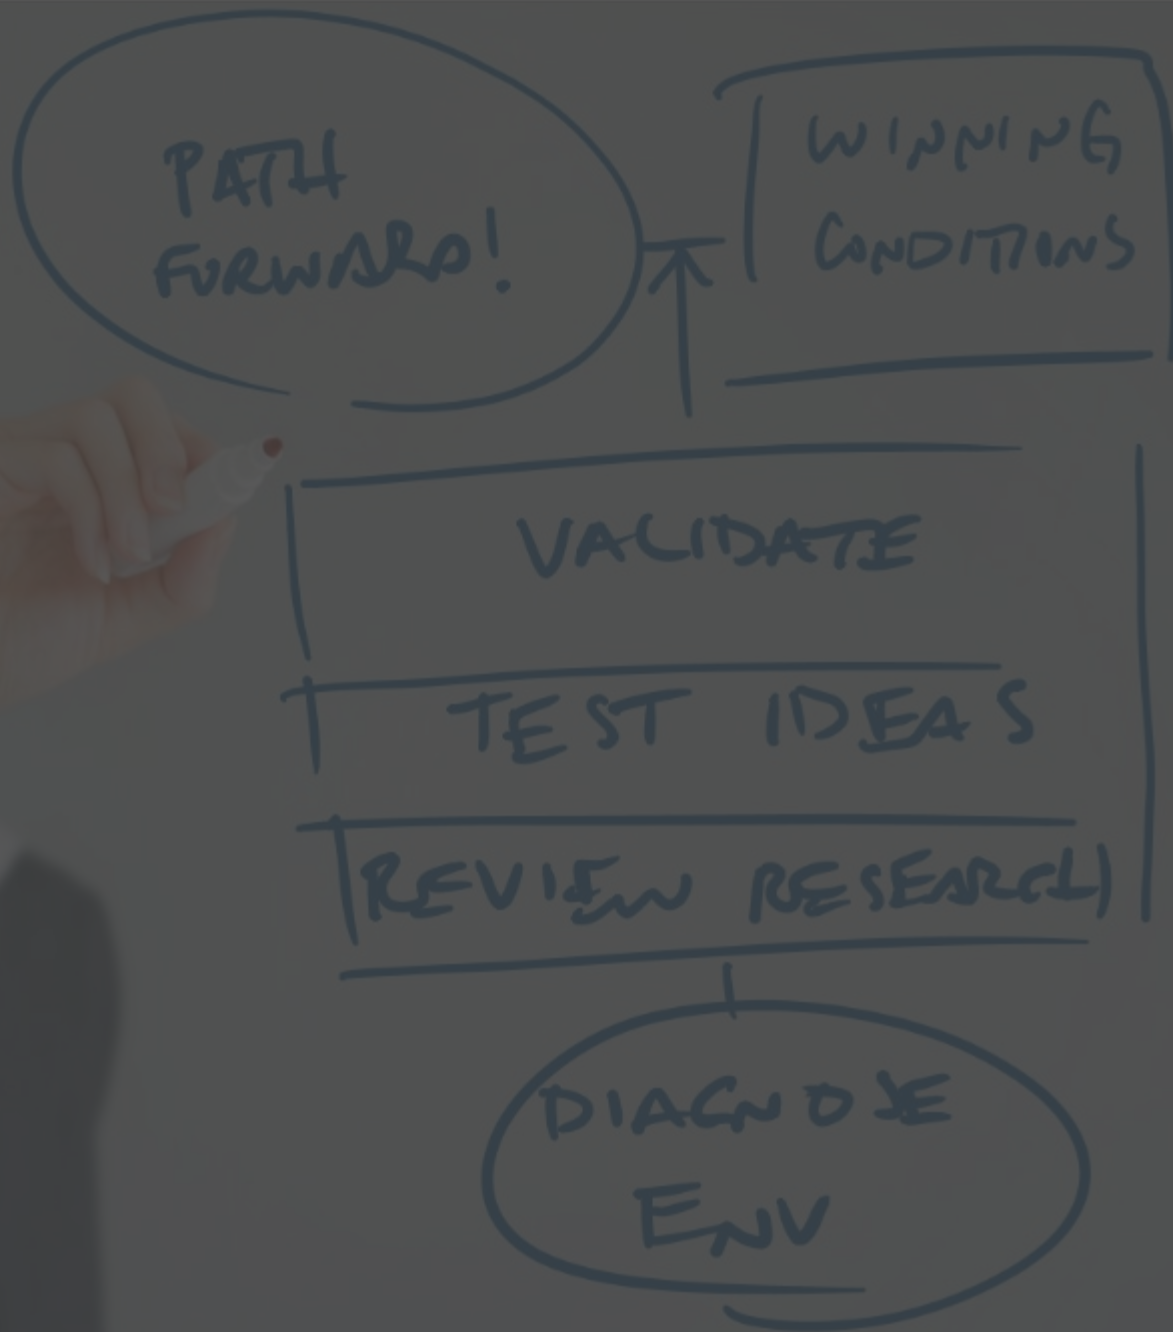 PATH
FORWARD!
WINNING
CONDITIONS
VALIDATE
TEST IDEAS
REVIEW RESEARCH
DIAGNOSE
ENV